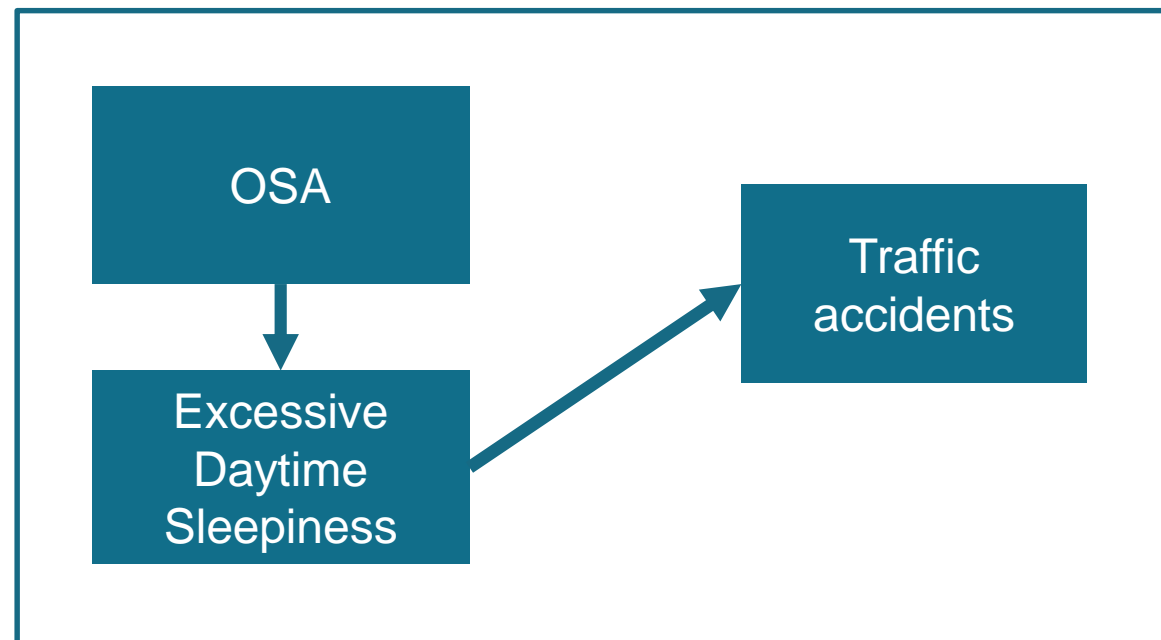 OSA
Traffic
accidents
Excessive
Daytime
Sleepiness